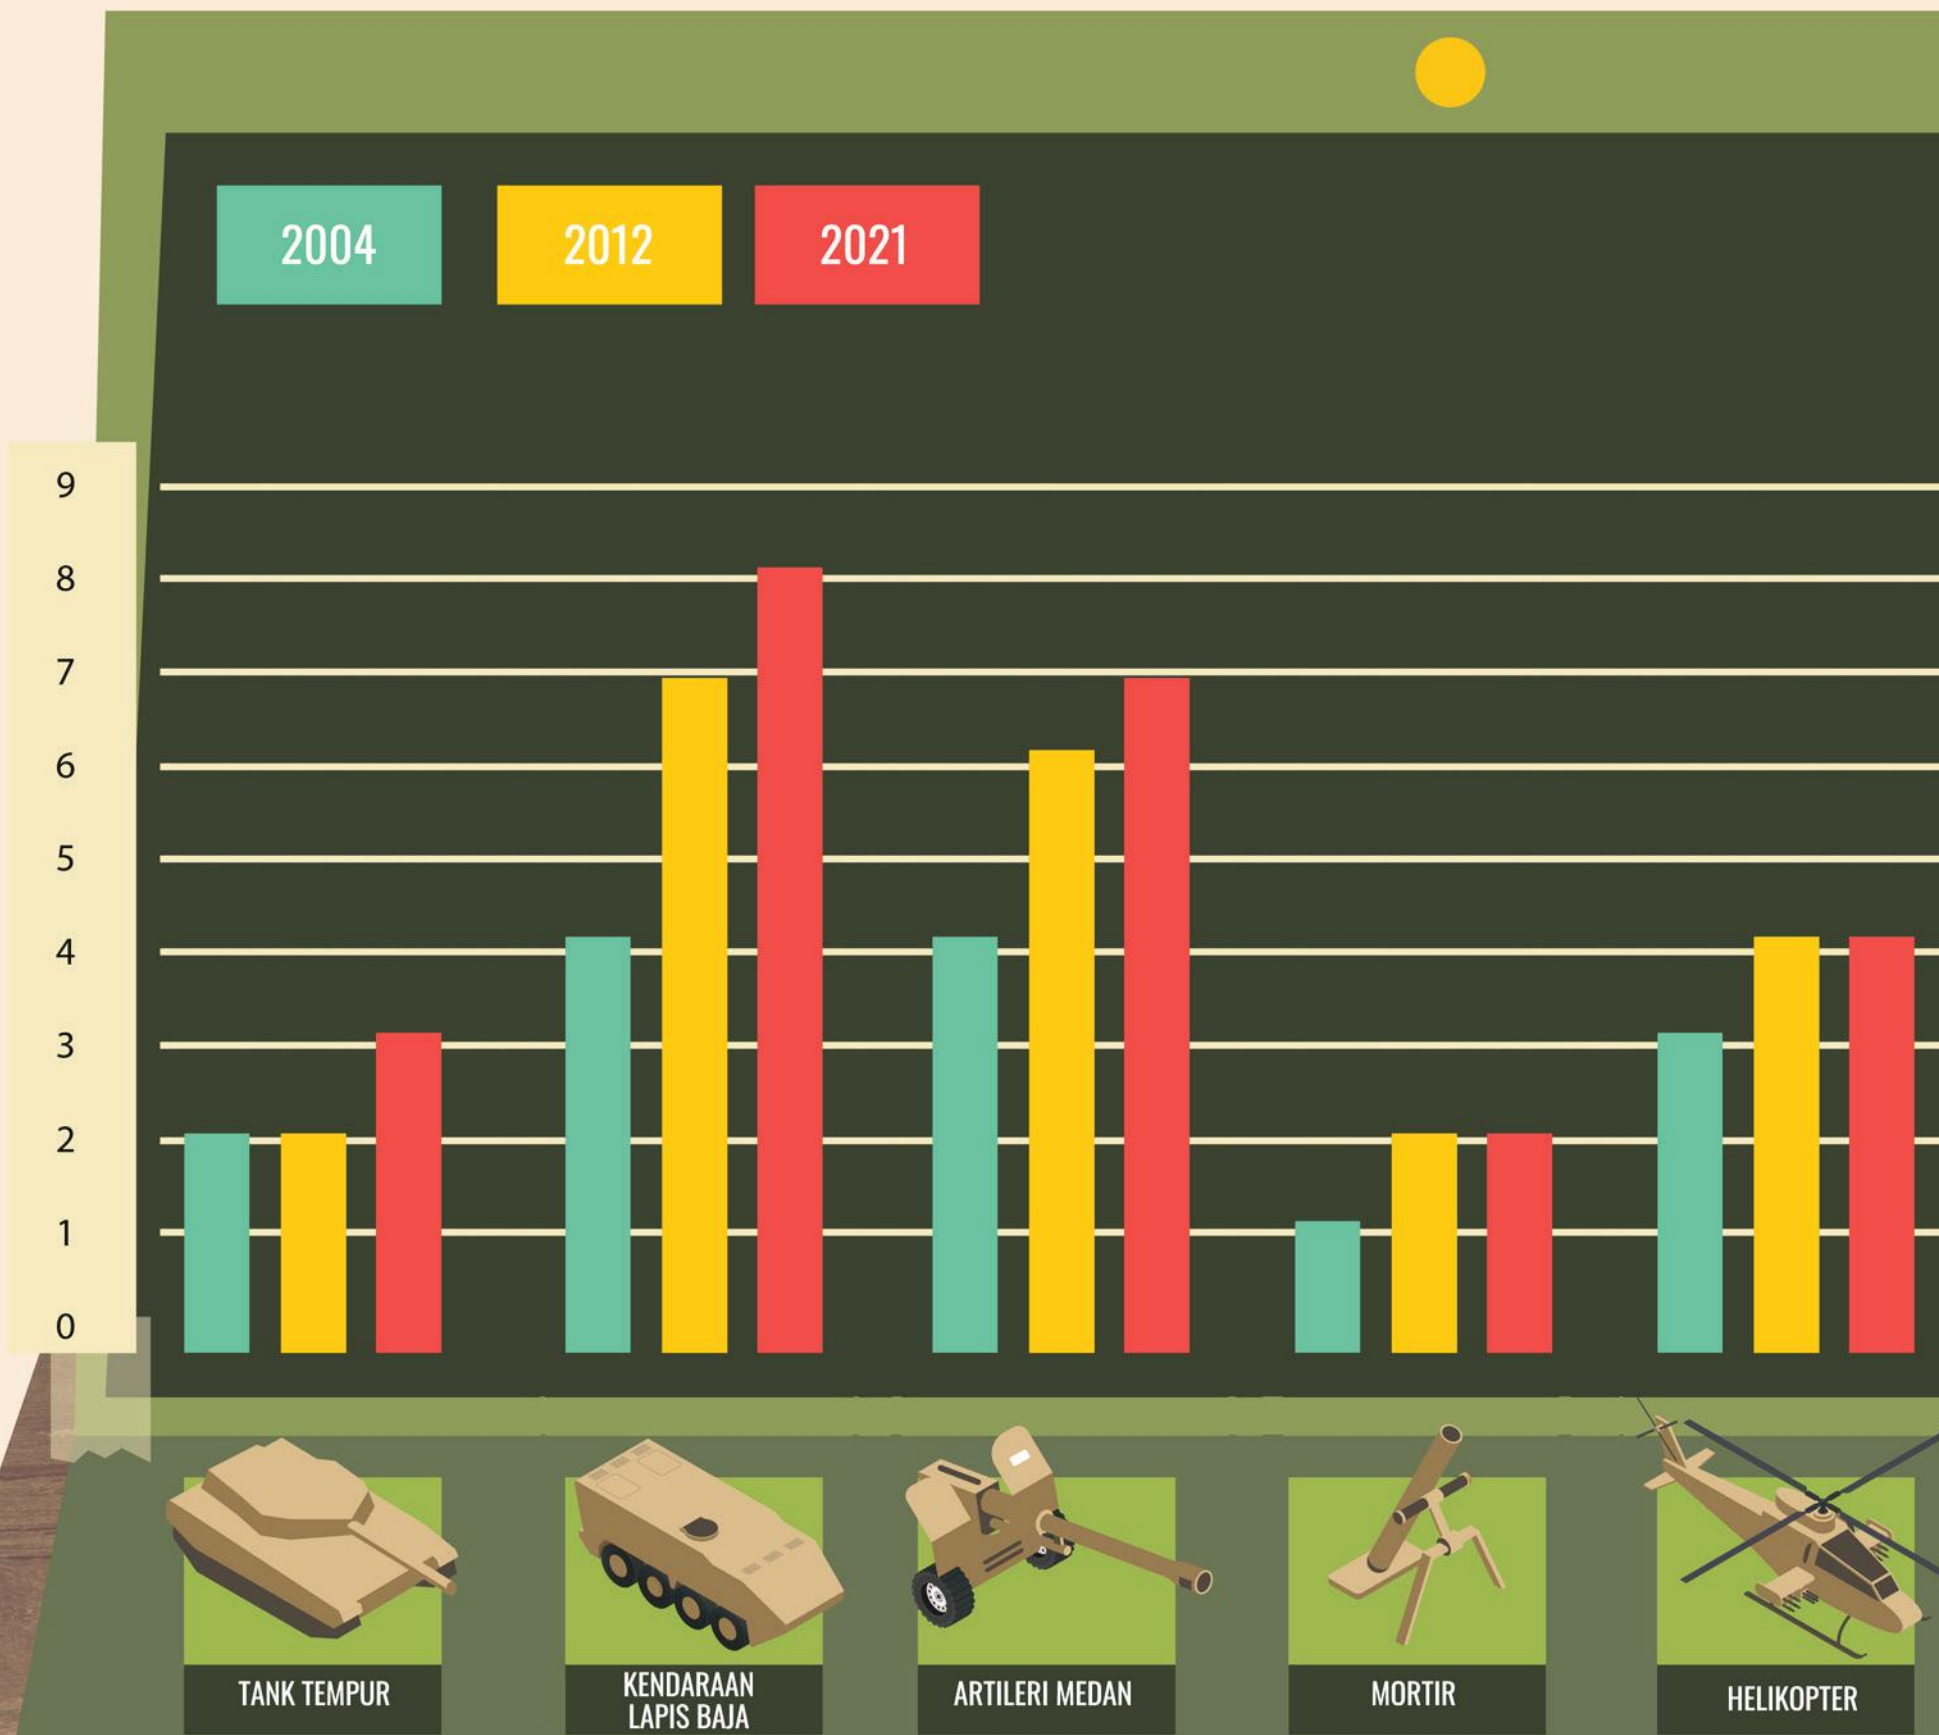 2004
2012
2021
9
8
7
6
5
4
3
2
1
0
TANK TEMPUR
KENDARAAN
LAPIS BAJA
ARTILERI MEDAN
MORTIR
HELIKOPTER